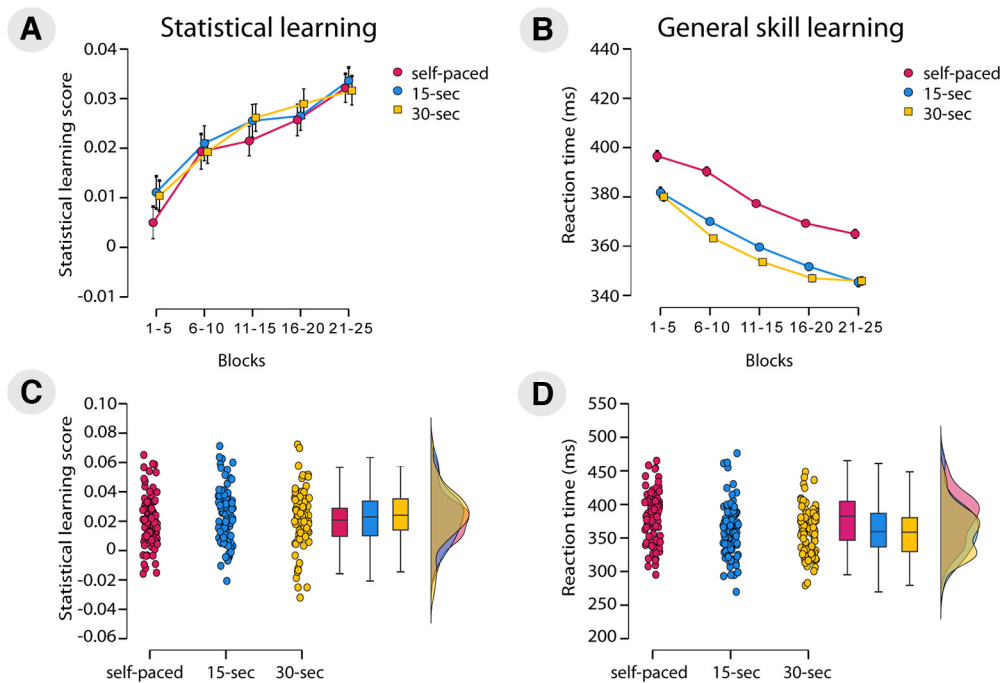 A
Statistical learning
Statistical learning score
0.04
0.03
0.02
0.01
0
-0.01
1-5 6-10 11-15 16-20 21-25
Blocks
self-paced
15-sec
30-sec
B
General skill learning
Reaction time (ms)
440
420
400
380
360
340
1-5 6-10 11-15 16-20 21-25
Blocks
self-paced
15-sec
30-sec
C
Statistical learning score
0.10
0.08
0.06
0.04
0.02
0
-0.02
-0.04
-0.06
self-paced 15-sec 30-sec
D
Reaction time (ms)
550
500
450
400
350
300
250
200
self-paced 15-sec 30-sec